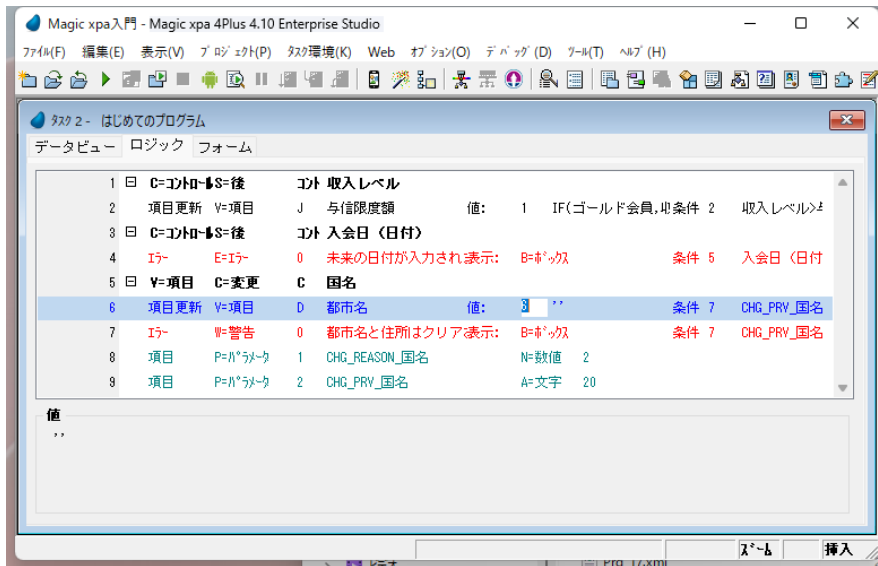 Magic xpa入門 - Magic xpa 4Plus 4.10 Enterprise Studio
ファイル(F) 編集(E) 表示(V) プロジェクト(P) タスク環境(K) Web オプション(O) デバッグ(D) ツール(T) ヘルプ(H)
タスク 2 - はじめてのプログラム
データビュー ロジック フォーム
1 C=コントロール S=後 コント 収入レベル
2 項目更新 V=項目 J 与信限度額 値: 1 IF(ゴールド会員,収 条件 2 収入レベル>
3 C=コントロール S=後 コント 入会日（日付）
4 エラー E=エラー 0 未来の日付が入力され 表示: B=ボックス 条件 5 入会日（日付
5 V=項目 C=変更 C 国名
6 項目更新 V=項目 D 都市名 値: 3 '' 条件 7 CHG_PRV_国名
7 エラー W=警告 0 都市名と住所はクリア 表示: B=ボックス 条件 7 CHG_PRV_国名
8 項目 P=パラメータ 1 CHG_REASON_国名 N=数値 2
9 項目 P=パラメータ 2 CHG_PRV_国名 A=文字 20
値
''
ズーム 挿入